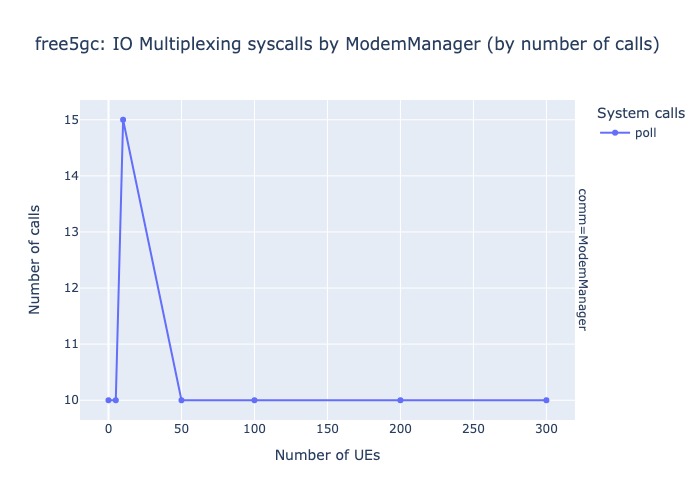 free5gc: IO Multiplexing syscalls by ModemManager (by number of calls)
System calls
poll
Number of calls
15
14
13
12
11
10
comm=ModemManager
0 50 100 150 200 250 300
Number of UEs